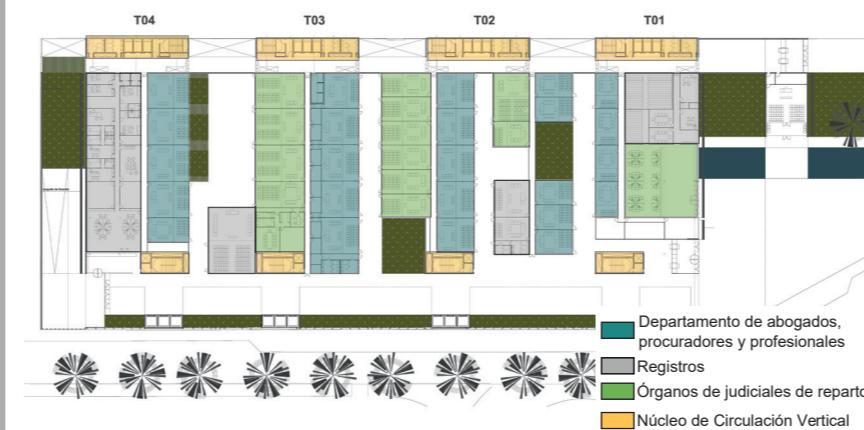 T04
T03
T02
T01
Departamento de abogados,
procuradores y profesionales
Registros
Órganos de judiciales de reparto
Núcleo de Circulación Vertical